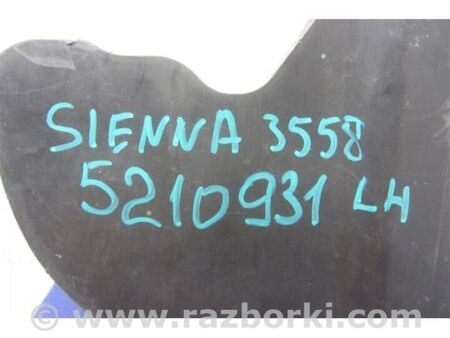 SIENNA 3558
5210931 LH
© www.razborki.com